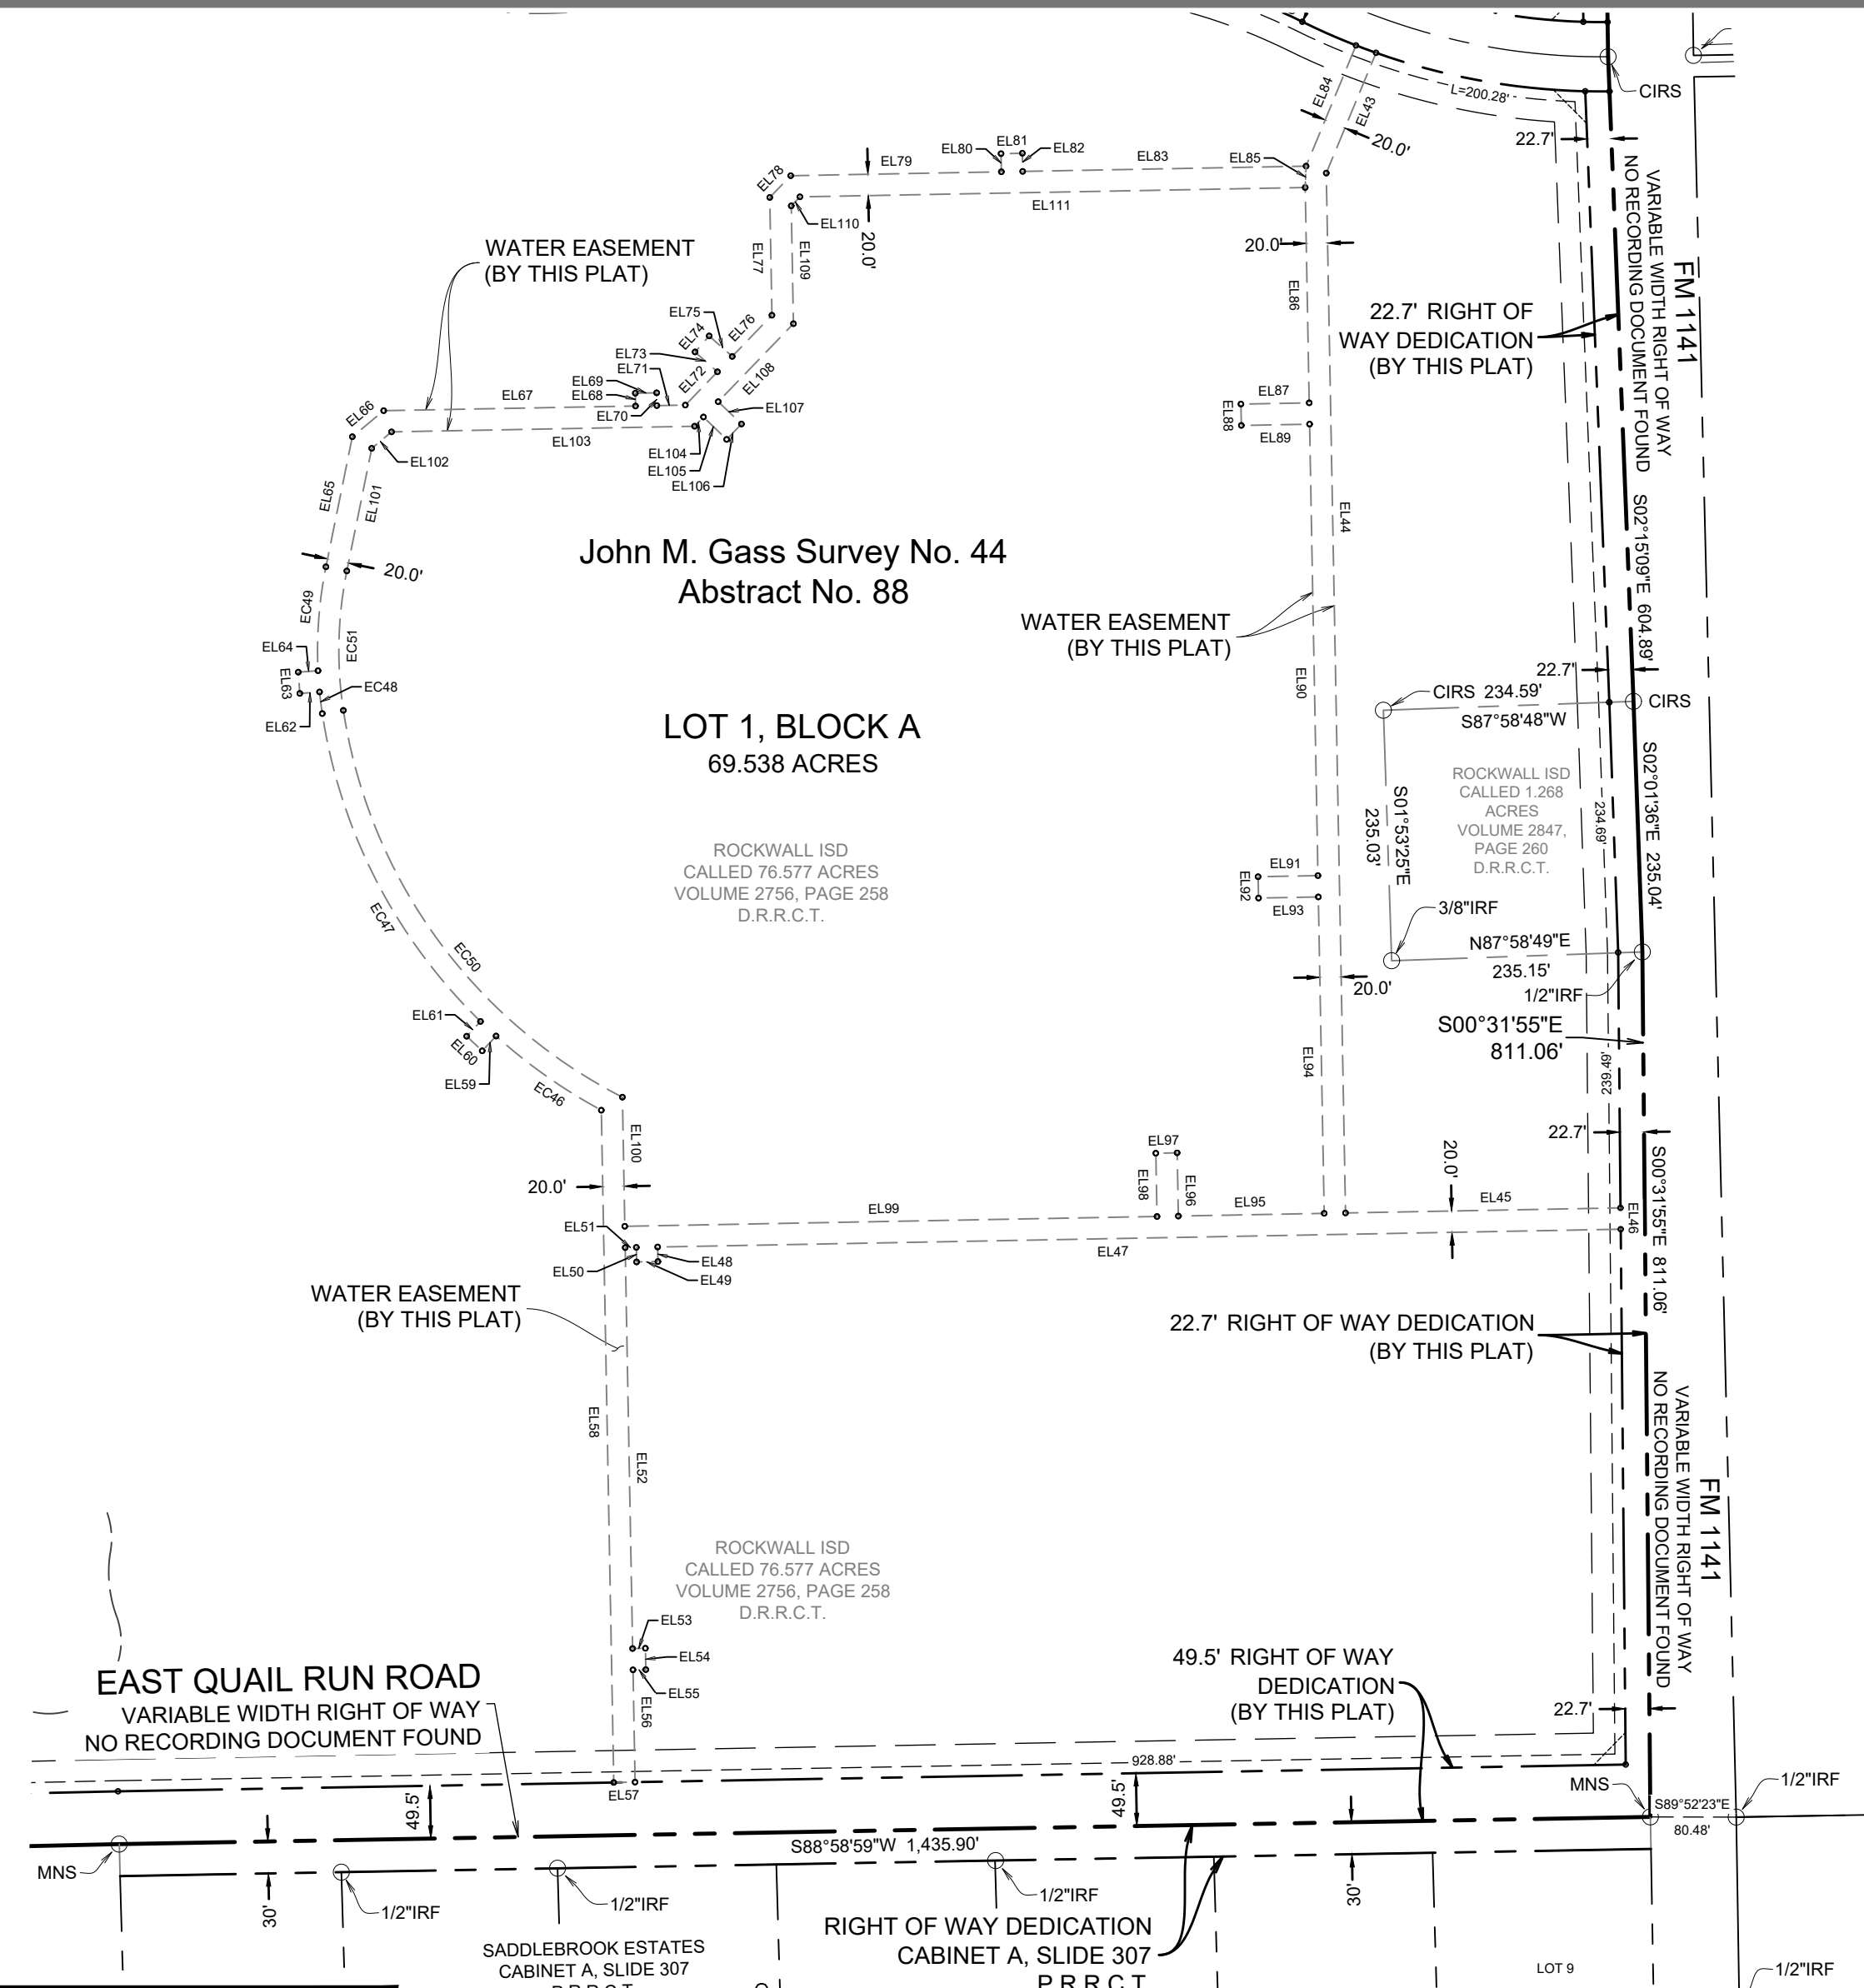 L=200.28'
CIRS
EL84
EL43
20.0'
22.7'
EL80
EL81
EL82
EL79
EL83
EL85
EL78
EL111
EL110
20.0'
EL77
EL109
WATER EASEMENT
(BY THIS PLAT)
20.0'
VARIABLE WIDTH RIGHT OF WAY
NO RECORDING DOCUMENT FOUND
FM 1141
EL86
22.7' RIGHT OF
WAY DEDICATION
(BY THIS PLAT)
EL75
EL74
EL76
EL73
EL71
EL72
EL108
EL69
EL68
EL70
EL67
EL66
EL107
EL87
EL88
EL89
EL103
EL102
EL104
EL105
EL106
EL65
EL101
EL44
S02°15'09"E 604.89'
John M. Gass Survey No. 44
Abstract No. 88
20.0'
EC49
EC51
WATER EASEMENT
(BY THIS PLAT)
EL64
EL63
EL62
EC48
EL90
22.7'
CIRS 234.59'
S87°58'48"W
CIRS
LOT 1, BLOCK A
69.538 ACRES
S01°53'25"E
235.03'
ROCKWALL ISD
CALLED 1.268
ACRES
VOLUME 2847,
PAGE 260
D.R.R.C.T.
234.69'
S02°01'36"E 235.04'
ROCKWALL ISD
CALLED 76.577 ACRES
VOLUME 2756, PAGE 258
D.R.R.C.T.
EL91
EL92
EL93
3/8"IRF
N87°58'49"E
235.15'
1/2"IRF
EC47
EC50
20.0'
EL61
EL60
EL59
EC46
S00°31'55"E
811.06'
239.49'
EL94
22.7'
EL100
20.0'
EL97
EL98
EL96
EL99
EL95
20.0'
EL45
EL46
S00°31'55"E 811.06'
EL51
EL50
EL48
EL49
EL47
WATER EASEMENT
(BY THIS PLAT)
22.7' RIGHT OF WAY DEDICATION
(BY THIS PLAT)
VARIABLE WIDTH RIGHT OF WAY
NO RECORDING DOCUMENT FOUND
FM 1141
EL58
EL52
ROCKWALL ISD
CALLED 76.577 ACRES
VOLUME 2756, PAGE 258
D.R.R.C.T.
EL53
EL54
EL55
EL56
EAST QUAIL RUN ROAD
VARIABLE WIDTH RIGHT OF WAY
NO RECORDING DOCUMENT FOUND
49.5' RIGHT OF WAY
DEDICATION
(BY THIS PLAT)
22.7'
928.88'
EL57
49.5'
49.5'
MNS
1/2"IRF
S89°52'23"E
80.48'
S88°58'59"W 1,435.90'
MNS
30'
1/2"IRF
1/2"IRF
1/2"IRF
30'
RIGHT OF WAY DEDICATION
CABINET A, SLIDE 307
P.R.R.C.T.
SADDLEBROOK ESTATES
CABINET A, SLIDE 307
LOT 9
1/2"IRF